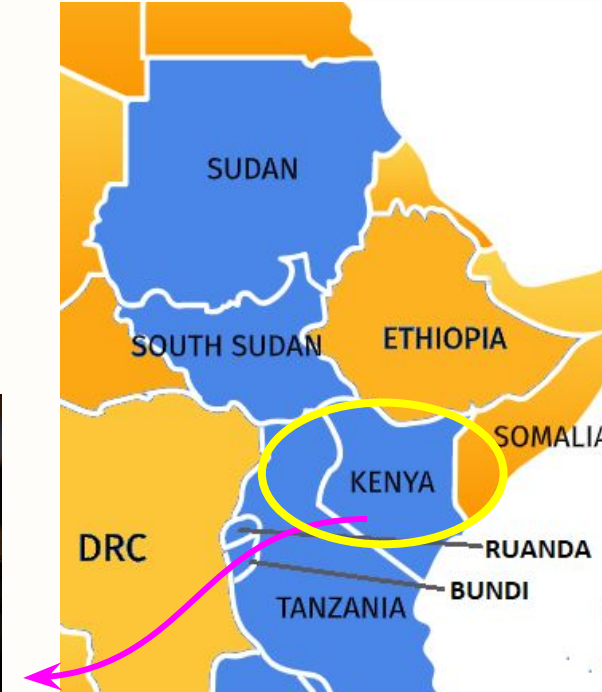 SUDAN
SOUTH SUDAN
ETHIOPIA
SOMALIA
KENYA
DRC
RUANDA
BUNDI
TANZANIA